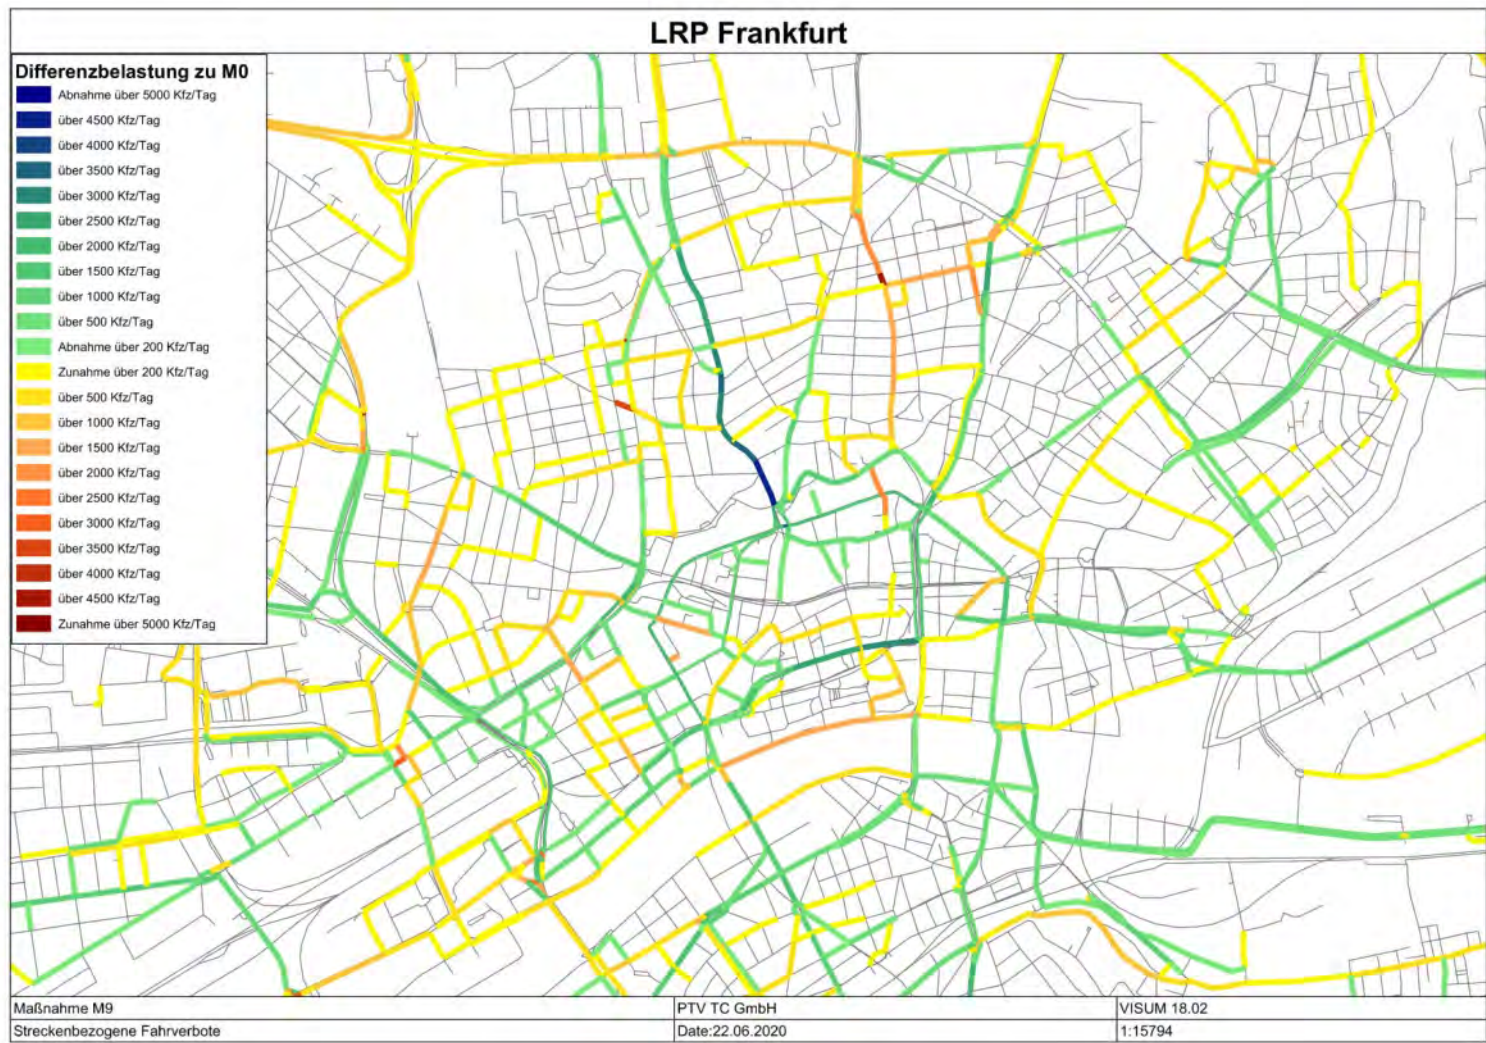 LRP Frankfurt
Differenzbelastung zu M0
Abnahme über 5000 Kfz/Tag
über 4500 Kfz/Tag
über 4000 Kfz/Tag
über 3500 Kfz/Tag
über 3000 Kfz/Tag
über 2500 Kfz/Tag
über 2000 Kfz/Tag
über 1500 Kfz/Tag
über 1000 Kfz/Tag
über 500 Kfz/Tag
Abnahme über 200 Kfz/Tag
Zunahme über 200 Kfz/Tag
über 500 Kfz/Tag
über 1000 Kfz/Tag
über 1500 Kfz/Tag
über 2000 Kfz/Tag
über 2500 Kfz/Tag
über 3000 Kfz/Tag
über 3500 Kfz/Tag
über 4000 Kfz/Tag
über 4500 Kfz/Tag
Zunahme über 5000 Kfz/Tag
Maßnahme M9
PTV TC GmbH
VISUM 18.02
Streckenbezogene Fahrverbote
Date:22.06.2020
1:15794